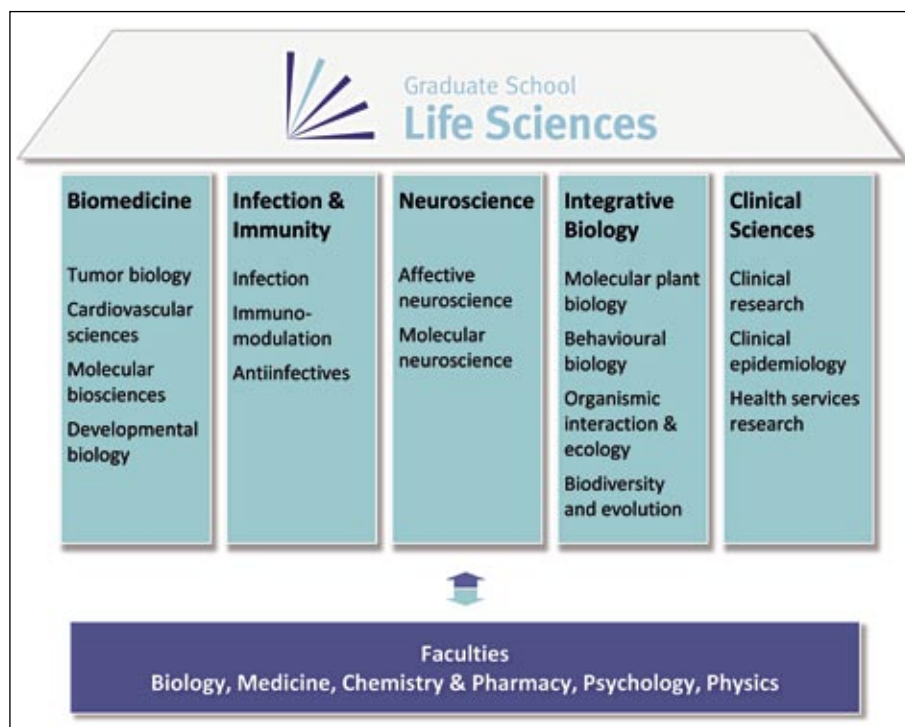 Graduate School
Life Sciences
Biomedicine
Tumor biology
Cardiovascular
sciences
Molecular
biosciences
Developmental
biology
Infection &
Immunity
Infection
Immuno-
modulation
Antiinfectives
Neuroscience
Affective
neuroscience
Molecular
neuroscience
Integrative
Biology
Molecular plant
biology
Behavioural
biology
Organismic
interaction &
ecology
Biodiversity
and evolution
Clinical
Sciences
Clinical
research
Clinical
epidemiology
Health services
research
Faculties
Biology, Medicine, Chemistry & Pharmacy, Psychology, Physics